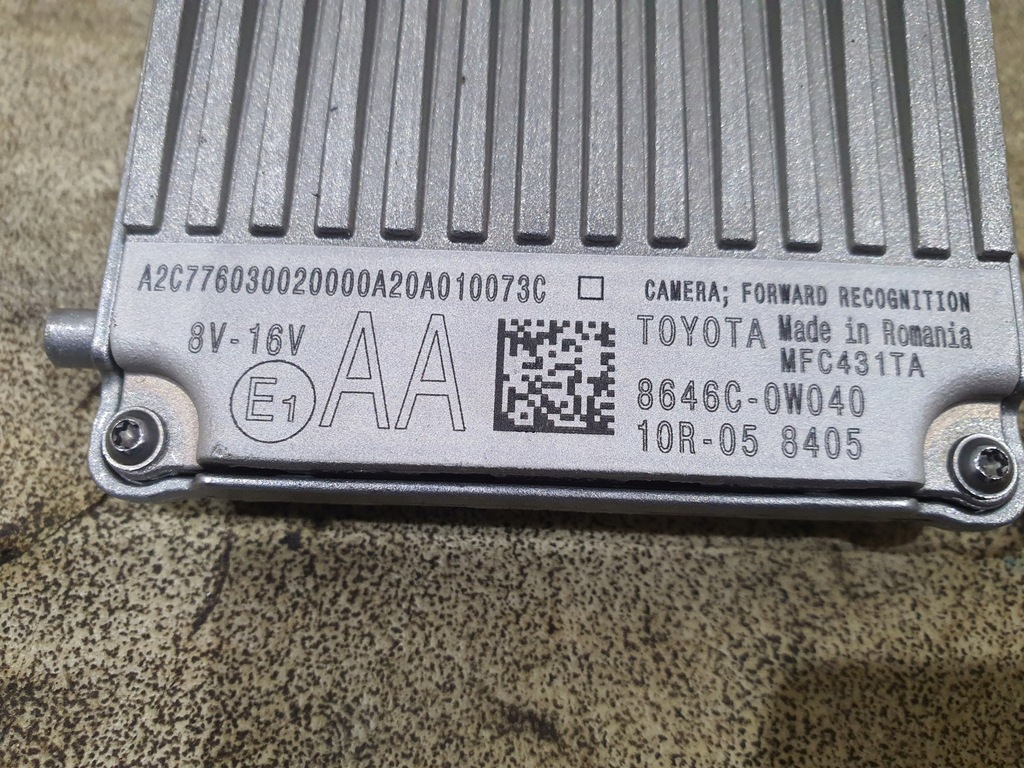 A2C776030020000A20A010073C □ CAMERA; FORWARD RECOGNITION
8V-16V
E1
AA
TOYOTA Made in Romania
MFC431TA
8646C-0W040
10R-05 8405